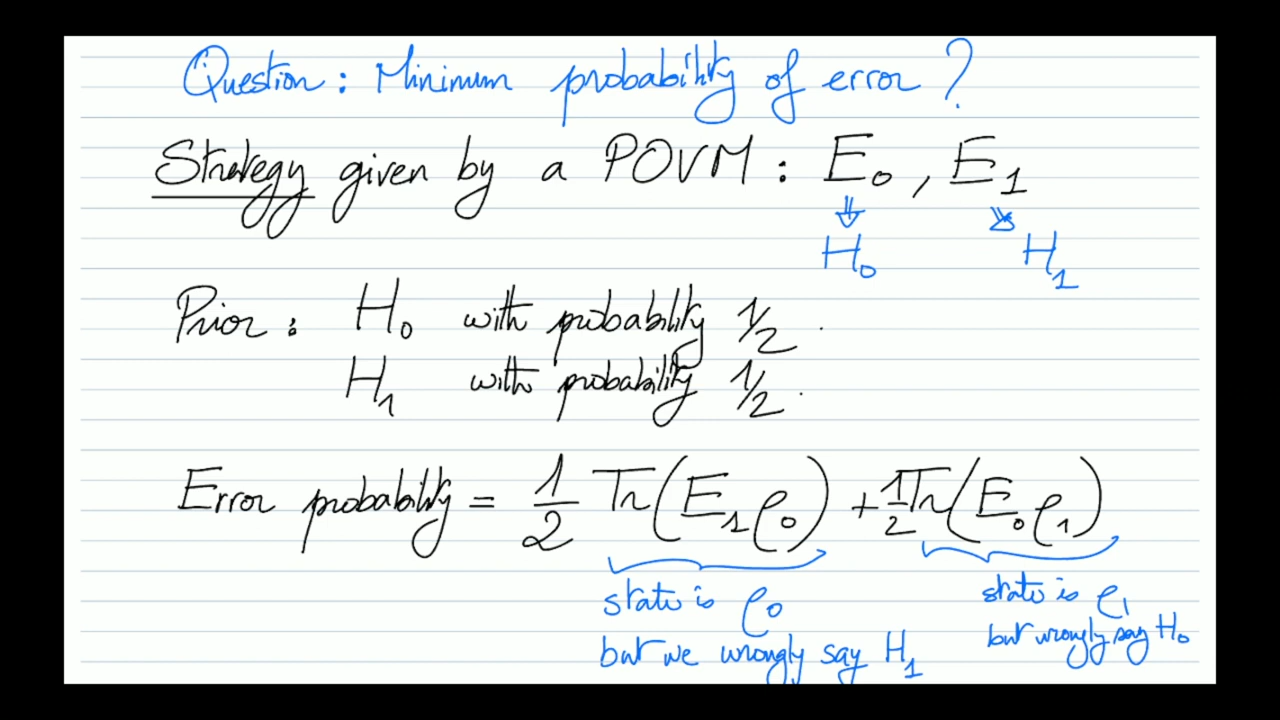 Question: Minimum probability of error?
Strategy given by a POVM: E₀, E₁
⇓ ⇘
H₀ H₁
Prior: H₀ with probability 1/2.
H₁ with probability 1/2.
Error probability = 1/2 Tr(E₁ρ₀) + 1/2 Tr(E₀ρ₁)
state is ρ₀
but we wrongly say H₁
state is ρ₁
but wrongly say H₀